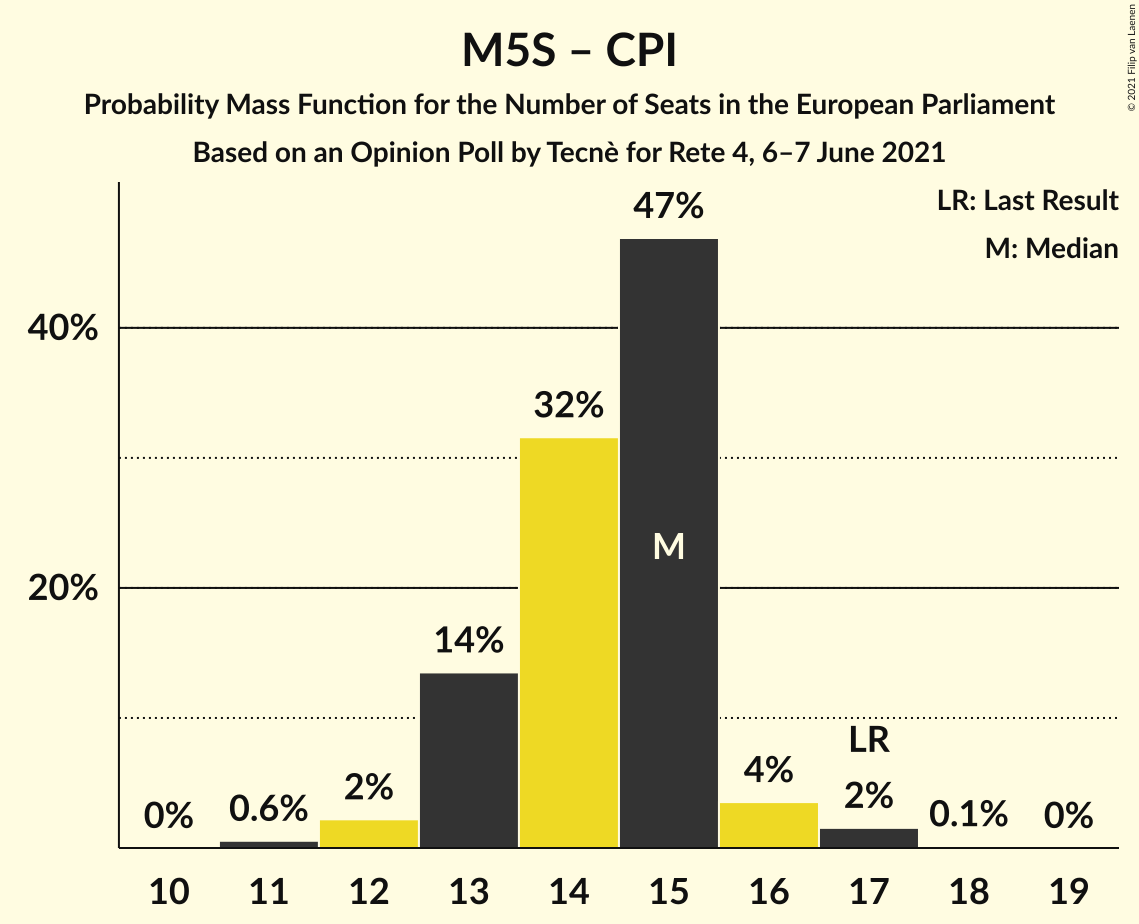 M5S – CPI
Probability Mass Function for the Number of Seats in the European Parliament
Based on an Opinion Poll by Tecnè for Rete 4, 6–7 June 2021
© 2021 Filip van Laenen
LR: Last Result
M: Median
40%
20%
0%
0.6%
2%
14%
32%
47%
M
4%
LR
2%
0.1%
0%
10 11 12 13 14 15 16 17 18 19